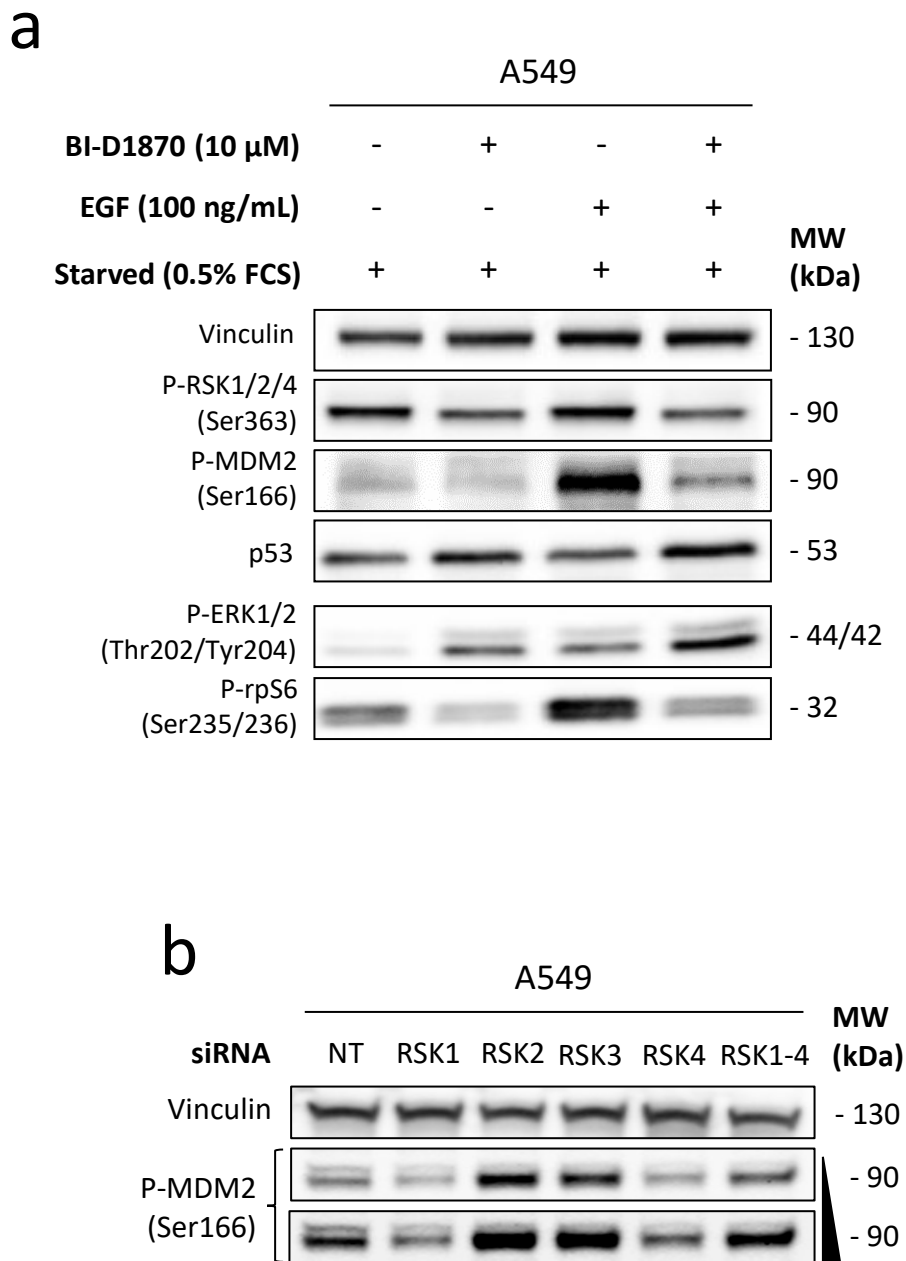 a
A549
BI-D1870 (10 µM) - + - +
EGF (100 ng/mL) - - + +
MW
(kDa)
Starved (0.5% FCS) + + + +
Vinculin - 130
P-RSK1/2/4
(Ser363)
- 90
P-MDM2
(Ser166)
- 90
p53 - 53
P-ERK1/2
(Thr202/Tyr204)
- 44/42
P-rpS6
(Ser235/236)
- 32
b
A549
MW
(kDa)
siRNA NT RSK1 RSK2 RSK3 RSK4 RSK1-4
Vinculin - 130
P-MDM2
(Ser166)
- 90
- 90